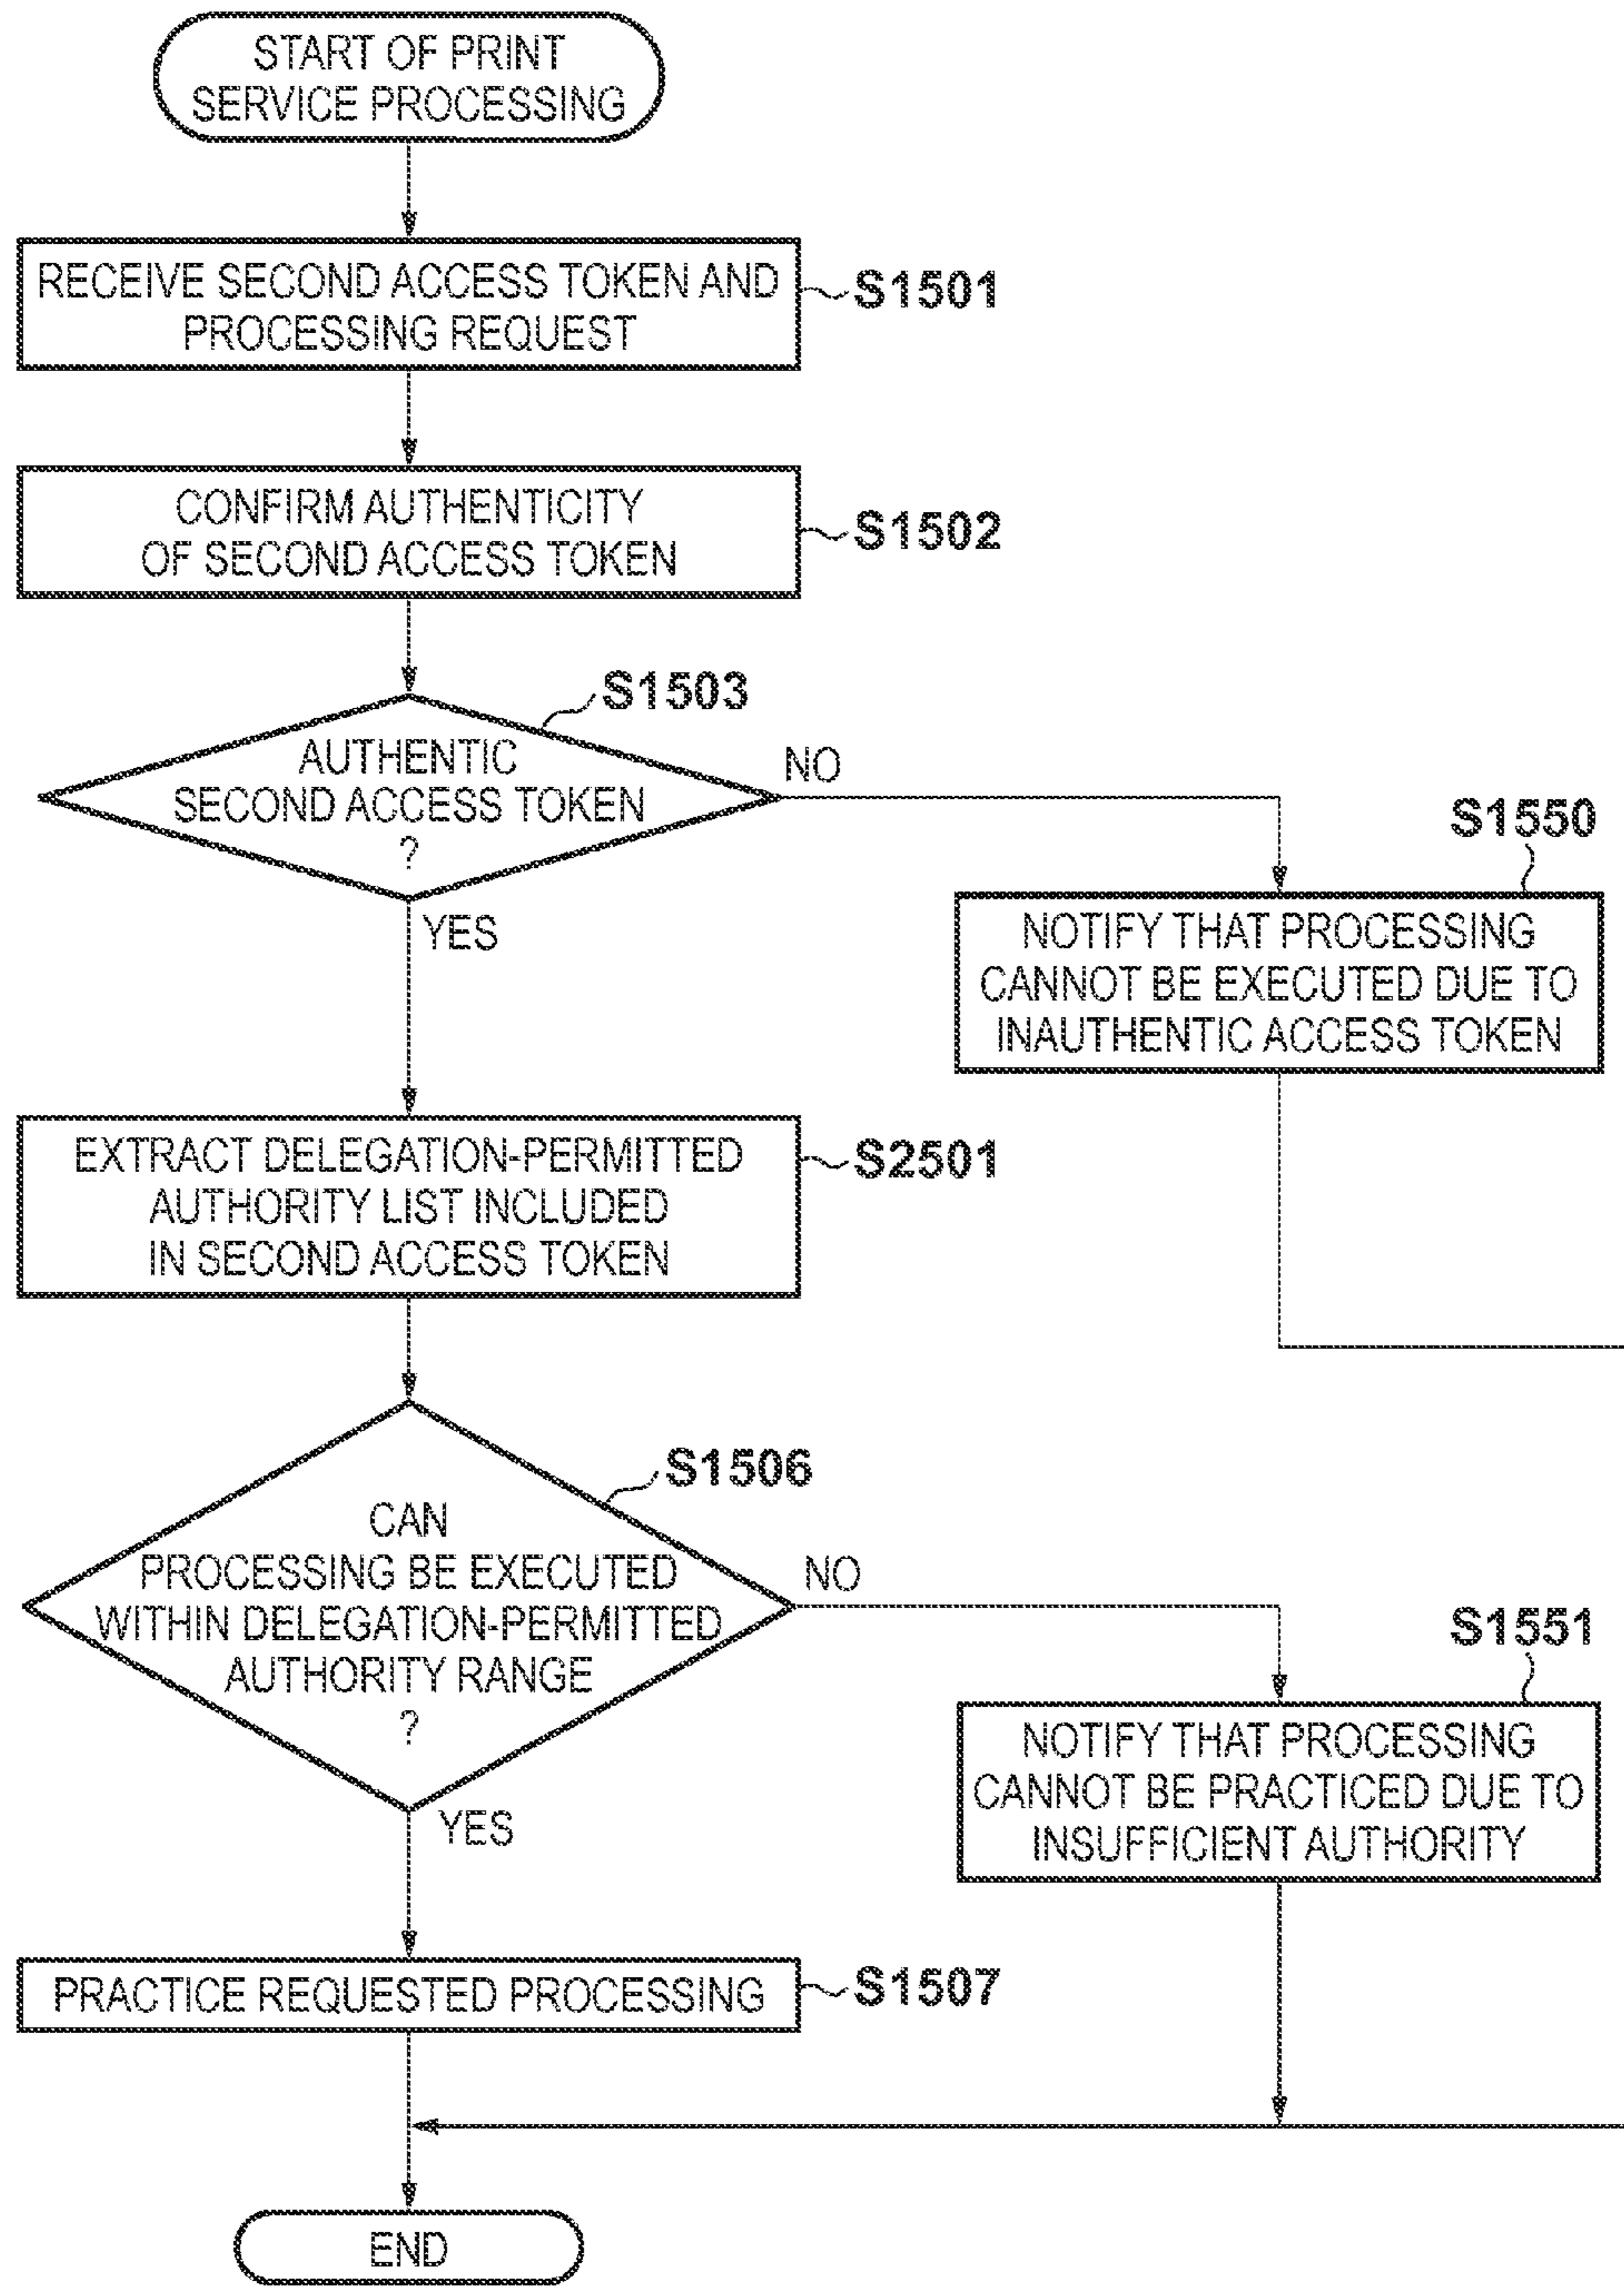 START OF PRINT
SERVICE PROCESSING
RECEIVE SECOND ACCESS TOKEN AND
PROCESSING REQUEST
S1501
CONFIRM AUTHENTICITY
OF SECOND ACCESS TOKEN
S1502
S1503
AUTHENTIC
SECOND ACCESS TOKEN
?
NO
YES
S1550
NOTIFY THAT PROCESSING
CANNOT BE EXECUTED DUE TO
INAUTHENTIC ACCESS TOKEN
EXTRACT DELEGATION-PERMITTED
AUTHORITY LIST INCLUDED
IN SECOND ACCESS TOKEN
S2501
S1506
CAN
PROCESSING BE EXECUTED
WITHIN DELEGATION-PERMITTED
AUTHORITY RANGE
?
NO
YES
S1551
NOTIFY THAT PROCESSING
CANNOT BE PRACTICED DUE TO
INSUFFICIENT AUTHORITY
PRACTICE REQUESTED PROCESSING
S1507
END